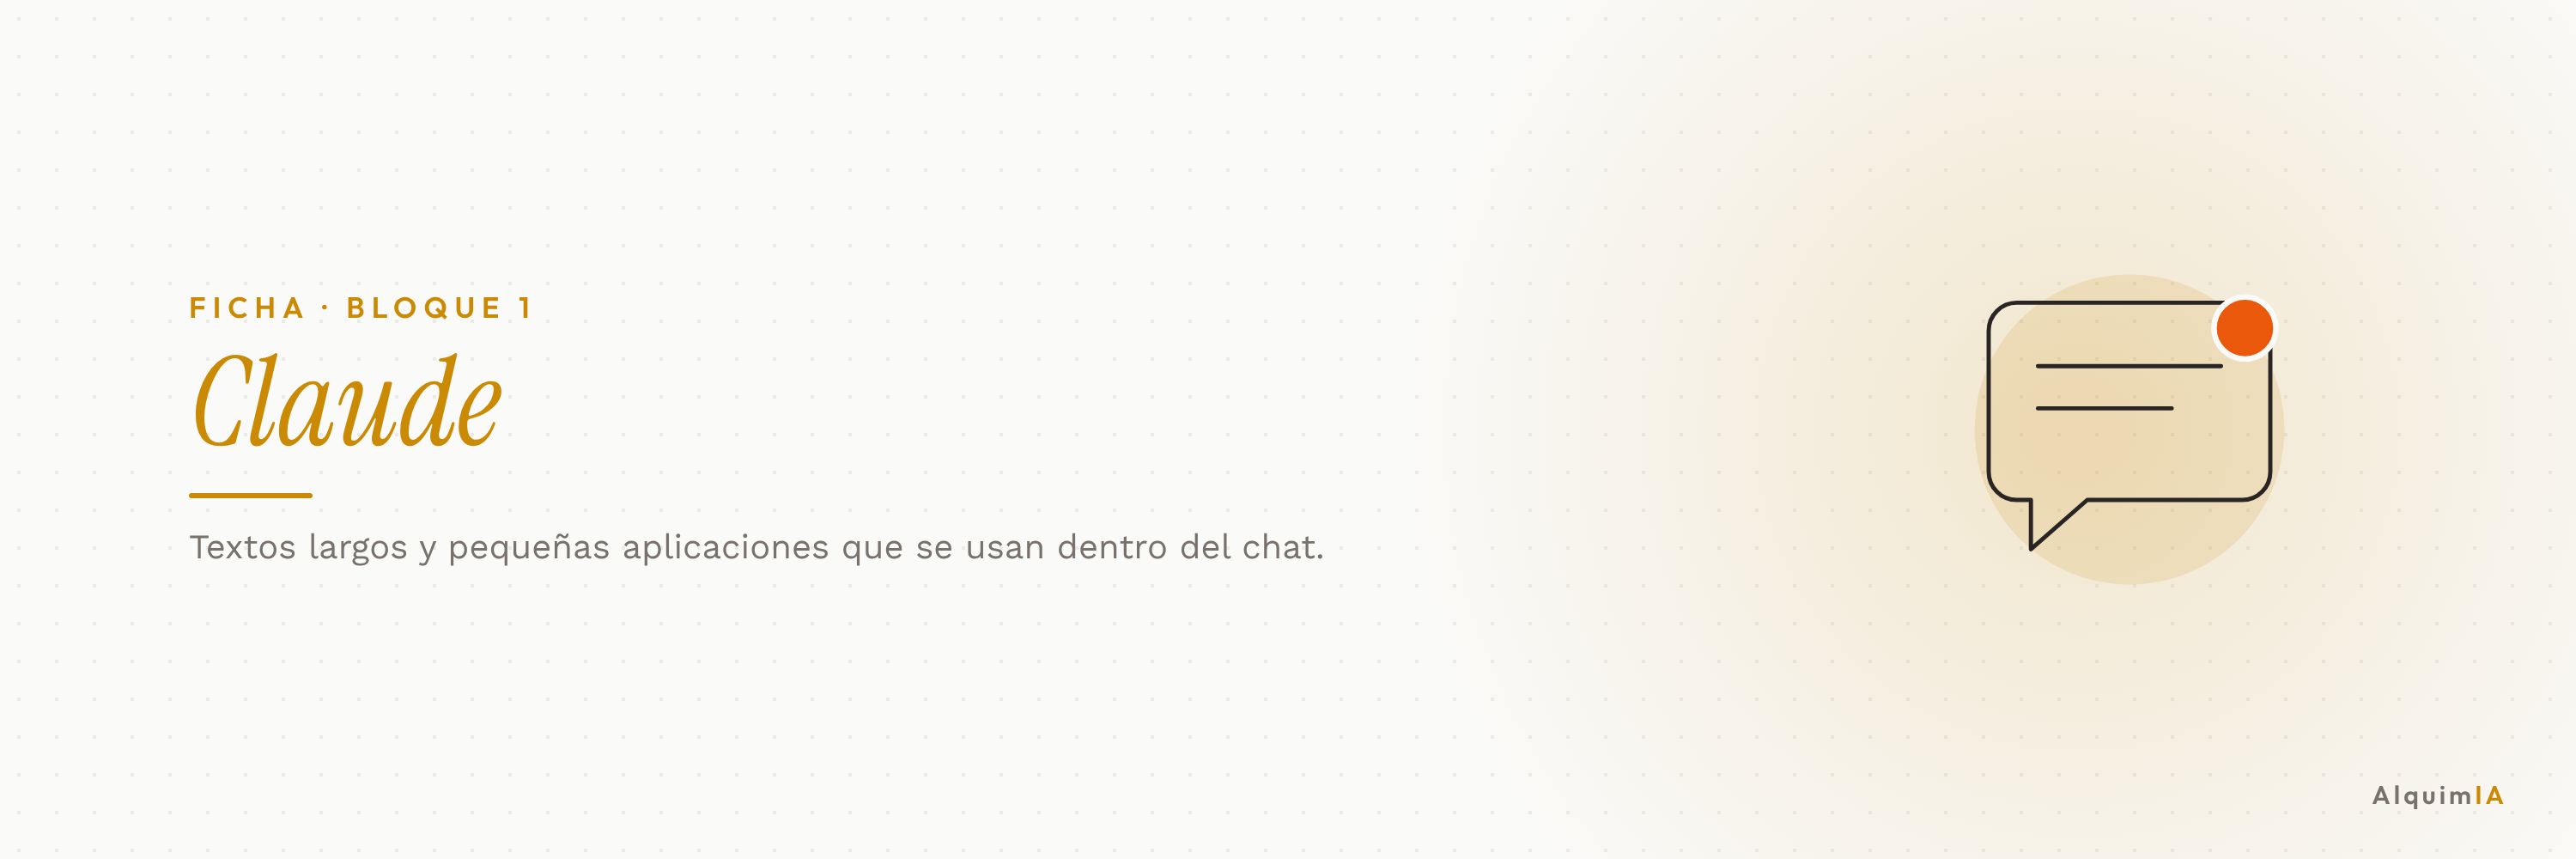 FICHA · BLOQUE 1
Claude
Textos largos y pequeñas aplicaciones que se usan dentro del chat.
AlquimIA